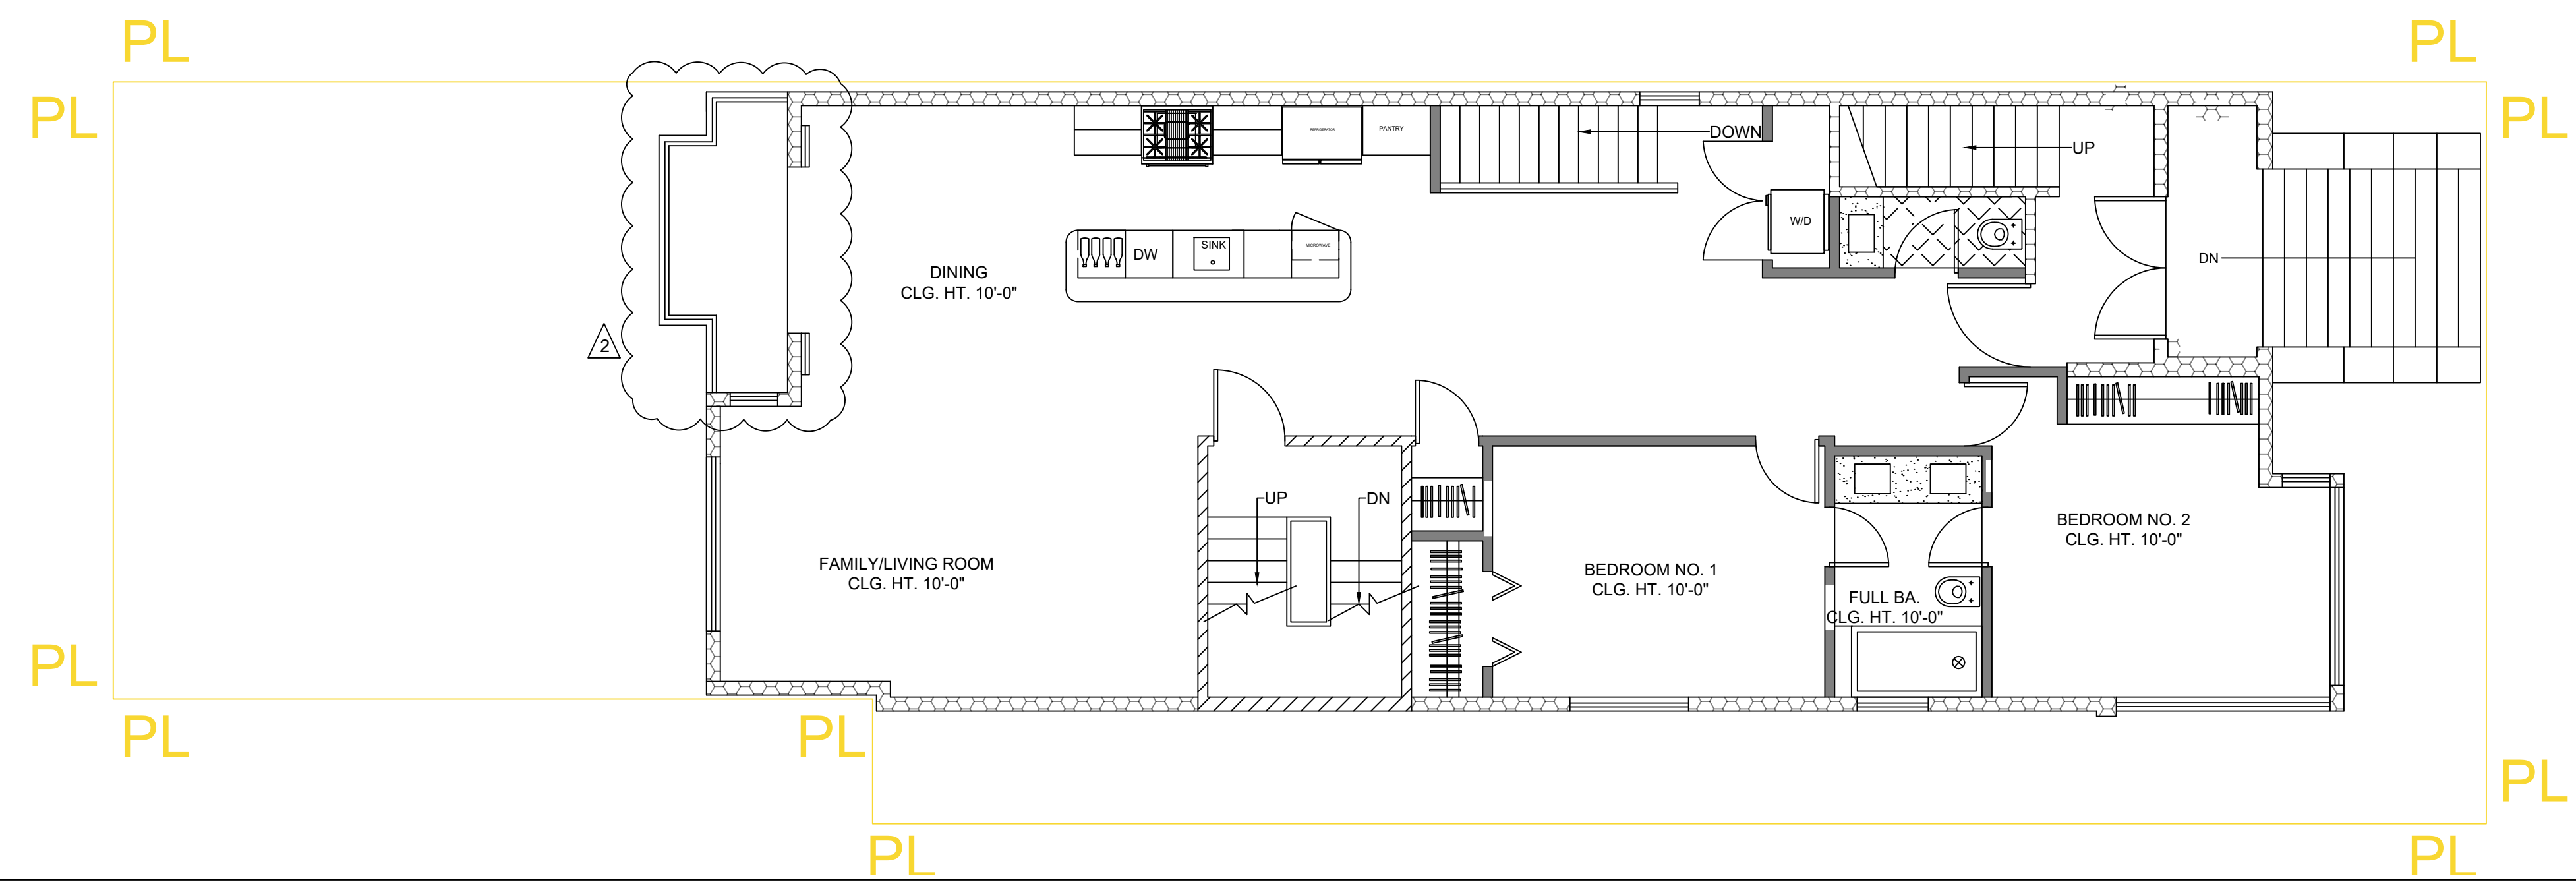 PL
PL
PL
PL
DOWN
UP
REFRIGERATOR
PANTRY
W/D
DW
SINK
MICROWAVE
DN
DINING
CLG. HT. 10'-0"
2
UP
DN
FAMILY/LIVING ROOM
CLG. HT. 10'-0"
BEDROOM NO. 1
CLG. HT. 10'-0"
BEDROOM NO. 2
CLG. HT. 10'-0"
FULL BA.
CLG. HT. 10'-0"
PL
PL
PL
PL
PL
PL